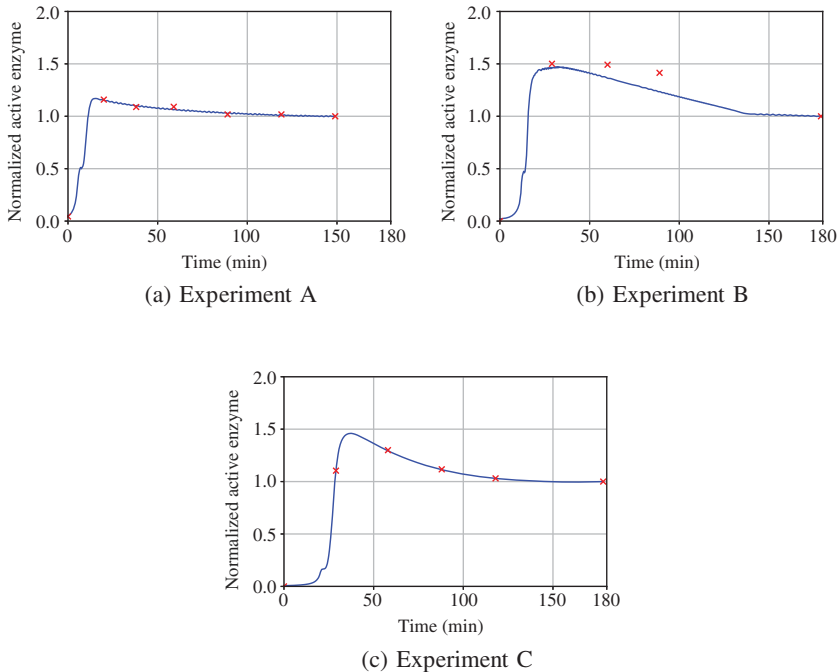 Normalized active enzyme
2.0
1.5
1.0
0.5
0.0
0 50 100 150 180
Time (min)
(a) Experiment A
Normalized active enzyme
2.0
1.5
1.0
0.5
0.0
0 50 100 150 180
Time (min)
(b) Experiment B
Normalized active enzyme
2.0
1.5
1.0
0.5
0.0
0 50 100 150 180
Time (min)
(c) Experiment C